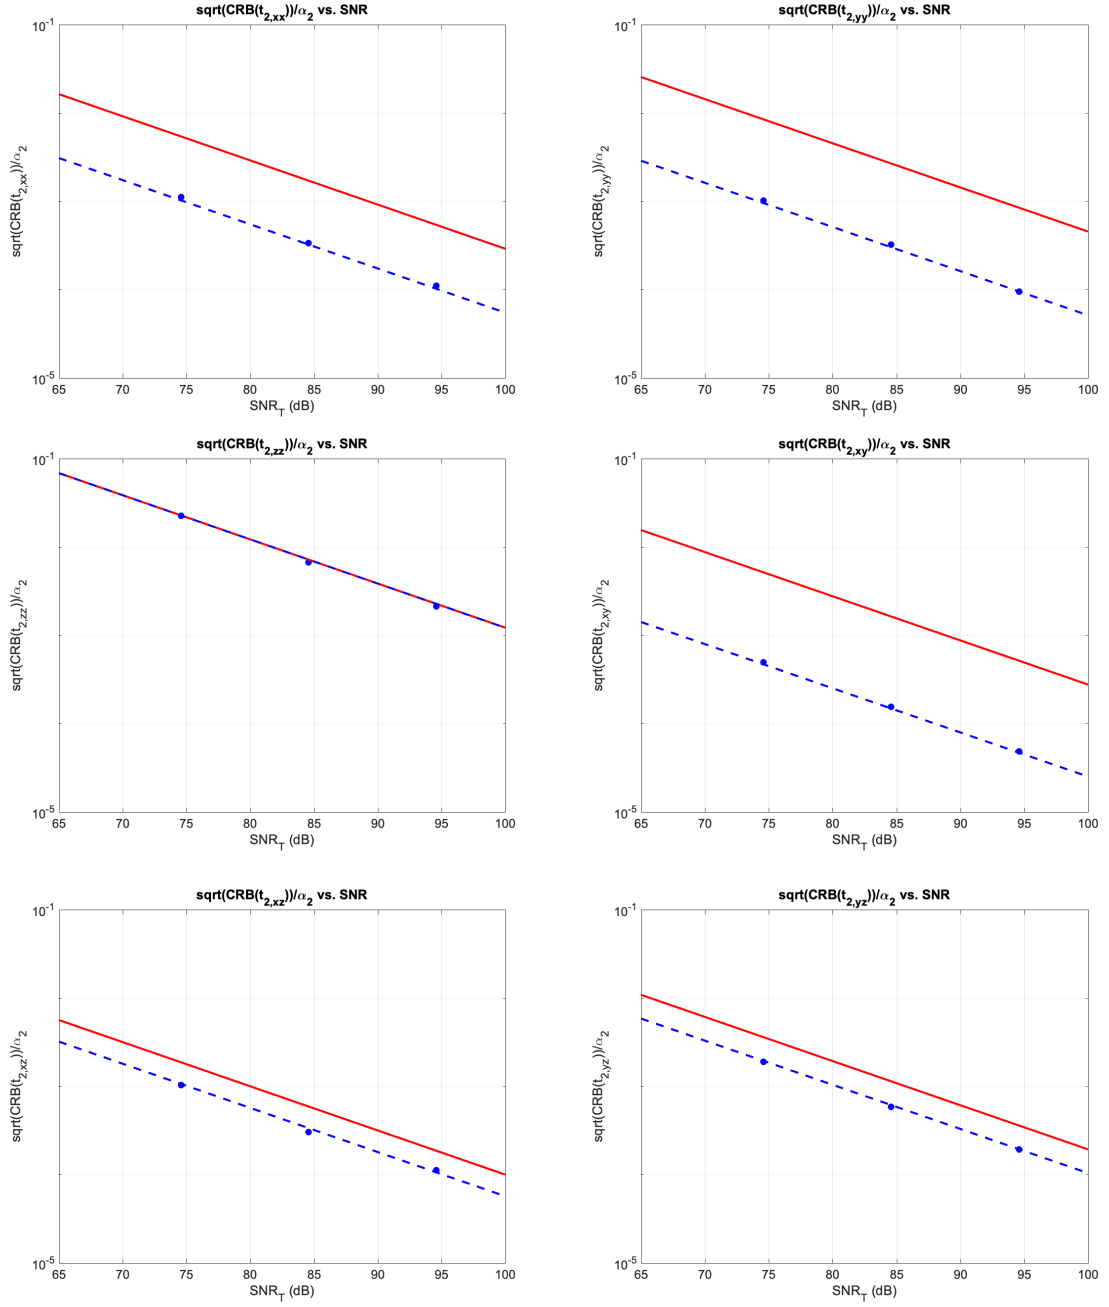 sqrt(CRB(t2,xx))/α2 vs. SNR
10-1
sqrt(CRB(t2,xx))/α2
10-5
65 70 75 80 85 90 95 100
SNRT (dB)
sqrt(CRB(t2,yy))/α2 vs. SNR
10-1
sqrt(CRB(t2,yy))/α2
10-5
65 70 75 80 85 90 95 100
SNRT (dB)
sqrt(CRB(t2,zz))/α2 vs. SNR
10-1
sqrt(CRB(t2,zz))/α2
10-5
65 70 75 80 85 90 95 100
SNRT (dB)
sqrt(CRB(t2,xy))/α2 vs. SNR
10-1
sqrt(CRB(t2,xy))/α2
10-5
65 70 75 80 85 90 95 100
SNRT (dB)
sqrt(CRB(t2,xz))/α2 vs. SNR
10-1
sqrt(CRB(t2,xz))/α2
10-5
65 70 75 80 85 90 95 100
SNRT (dB)
sqrt(CRB(t2,yz))/α2 vs. SNR
10-1
sqrt(CRB(t2,yz))/α2
10-5
65 70 75 80 85 90 95 100
SNRT (dB)